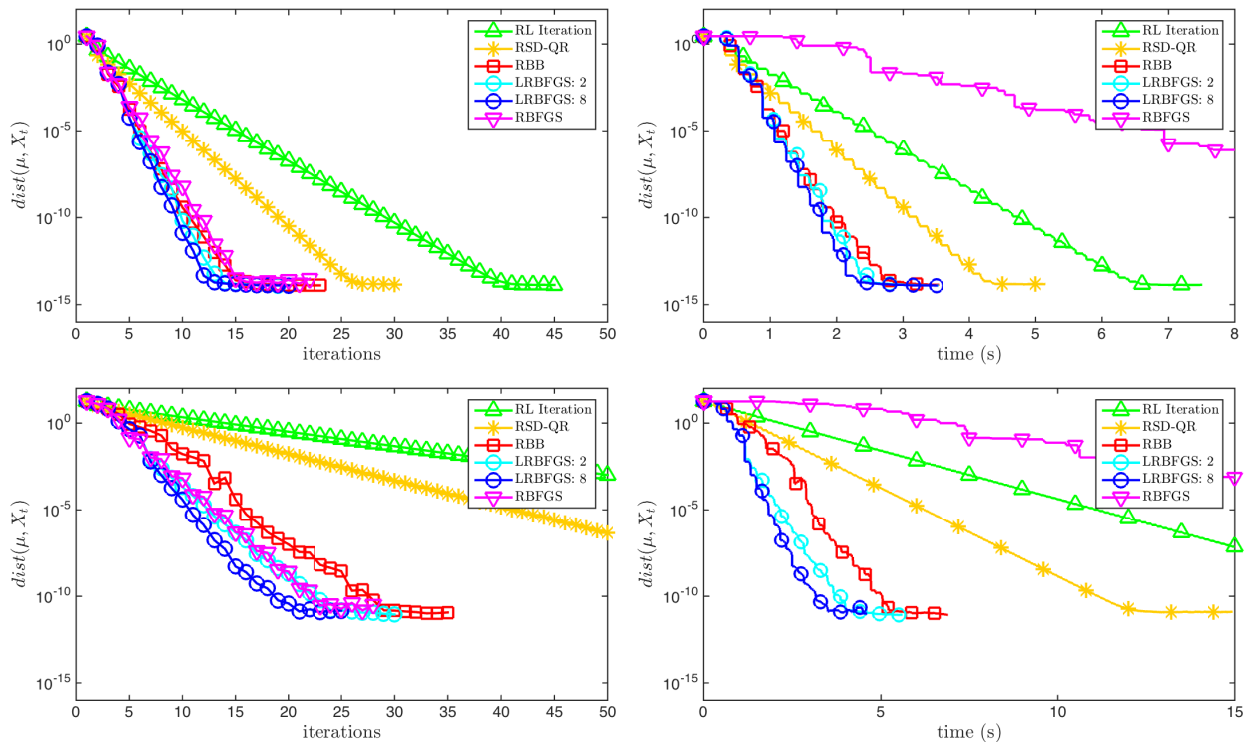 10^0
10^-5
10^-10
10^-15
dist(μ, X_t)
0 5 10 15 20 25 30 35 40 45 50
iterations
RL Iteration
RSD-QR
RBB
LRBFGS: 2
LRBFGS: 8
RBFGS
10^0
10^-5
10^-10
10^-15
dist(μ, X_t)
0 1 2 3 4 5 6 7 8
time (s)
RL Iteration
RSD-QR
RBB
LRBFGS: 2
LRBFGS: 8
RBFGS
10^0
10^-5
10^-10
10^-15
dist(μ, X_t)
0 5 10 15 20 25 30 35 40 45 50
iterations
RL Iteration
RSD-QR
RBB
LRBFGS: 2
LRBFGS: 8
RBFGS
10^0
10^-5
10^-10
10^-15
dist(μ, X_t)
0 5 10 15
time (s)
RL Iteration
RSD-QR
RBB
LRBFGS: 2
LRBFGS: 8
RBFGS